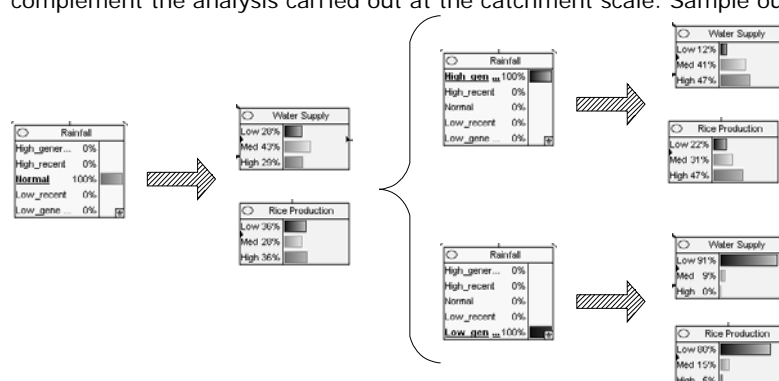 complement the analysis carried out at the catchment scale. Sample ou
Rainfall
High_gener... 0%
High_recent 0%
Normal 100%
Low_recent 0%
Low_gene ... 0%
Water Supply
Low 28%
Med 43%
High 29%
Rice Production
Low 36%
Med 28%
High 36%
Rainfall
High_gen ... 100%
High_recent 0%
Normal 0%
Low_recent 0%
Low_gene ... 0%
Water Supply
Low 12%
Med 41%
High 47%
Rice Production
Low 22%
Med 31%
High 47%
Rainfall
High_gener... 0%
High_recent 0%
Normal 0%
Low_recent 0%
Low_gen ... 100%
Water Supply
Low 91%
Med 9%
High 0%
Rice Production
Low 80%
Med 15%
High 5%